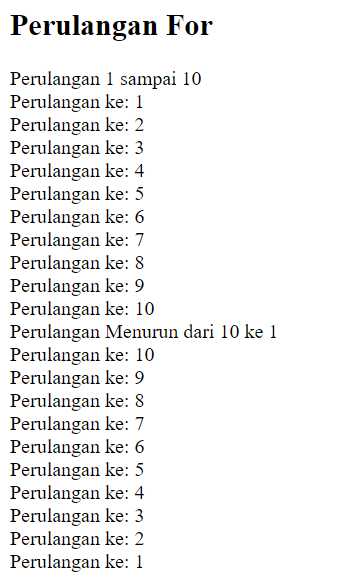 Perulangan For
Perulangan 1 sampai 10
Perulangan ke: 1
Perulangan ke: 2
Perulangan ke: 3
Perulangan ke: 4
Perulangan ke: 5
Perulangan ke: 6
Perulangan ke: 7
Perulangan ke: 8
Perulangan ke: 9
Perulangan ke: 10
Perulangan Menurun dari 10 ke 1
Perulangan ke: 10
Perulangan ke: 9
Perulangan ke: 8
Perulangan ke: 7
Perulangan ke: 6
Perulangan ke: 5
Perulangan ke: 4
Perulangan ke: 3
Perulangan ke: 2
Perulangan ke: 1